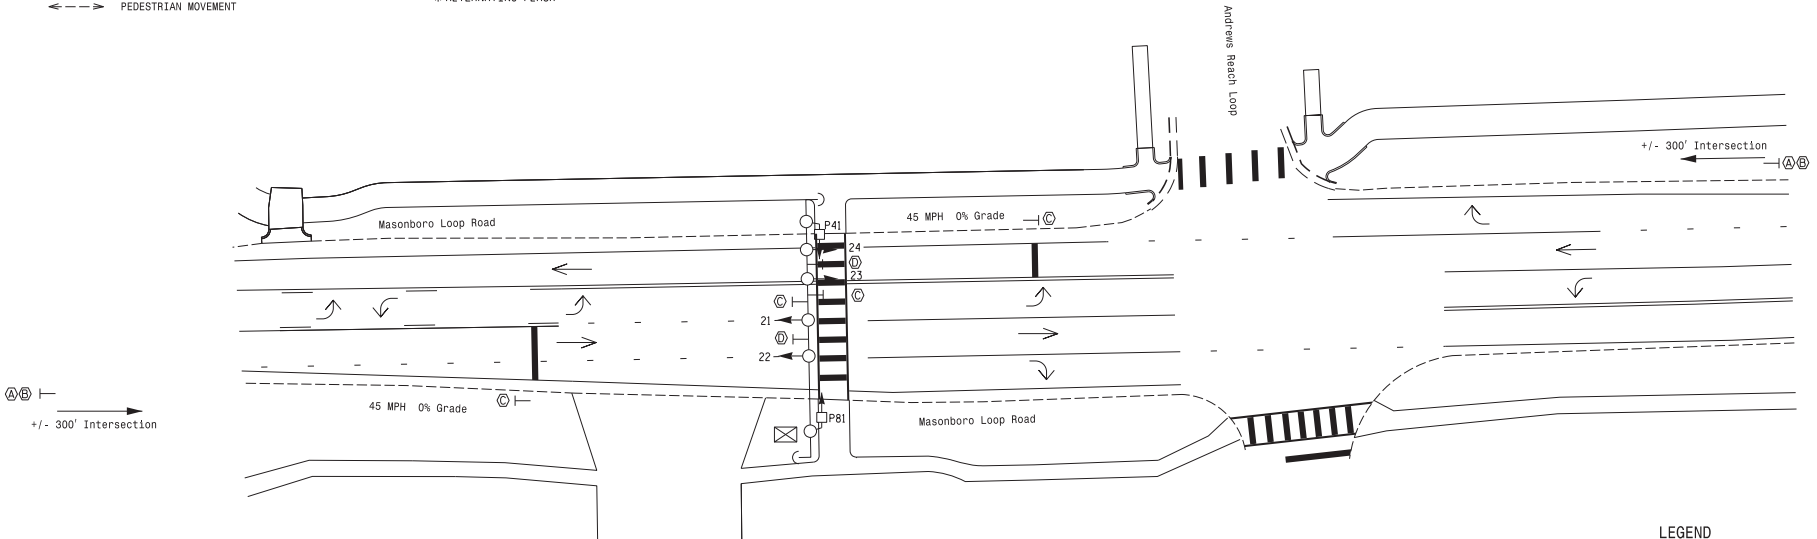 PEDESTRIAN MOVEMENT
Andrews Reach Loop
+/- 300' Intersection
A B
Masonboro Loop Road
45 MPH 0% Grade
C
P41
24
D
23
C
C
21
D
22
A B
+/- 300' Intersection
45 MPH 0% Grade
C
P81
Masonboro Loop Road
LEGEND